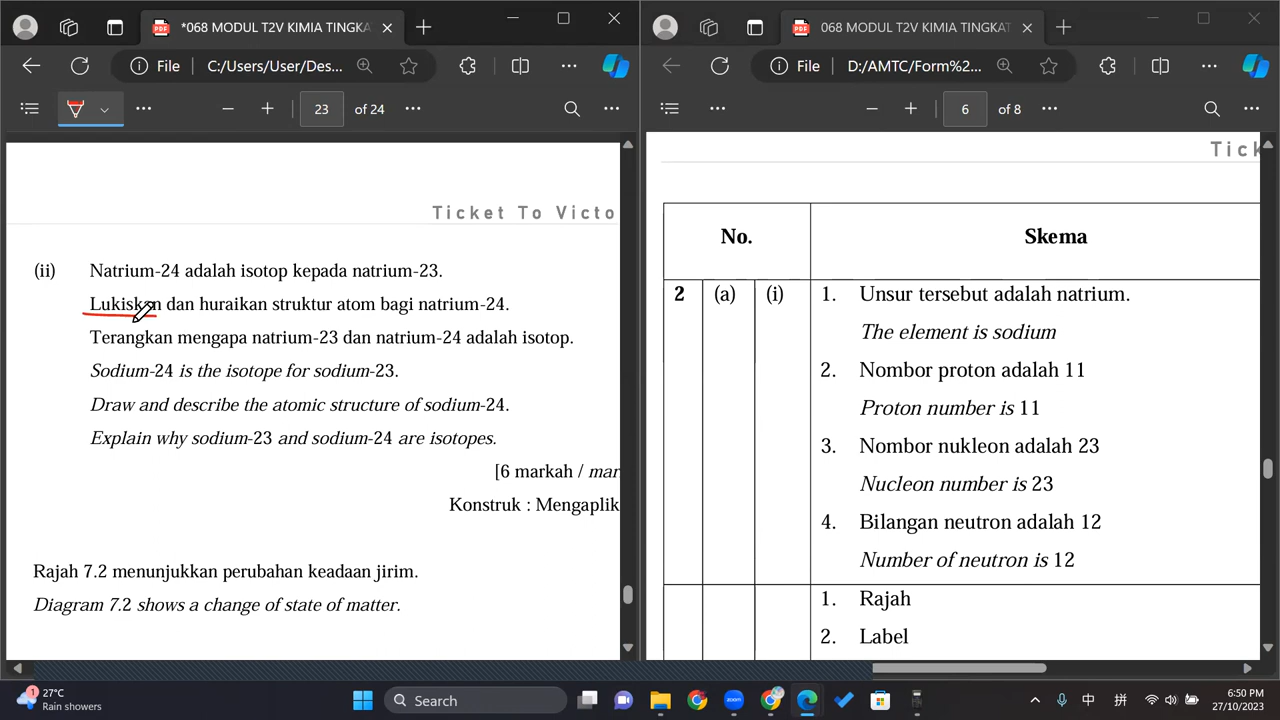 *068 MODUL T2V KIMIA TINGKA
File
C:/Users/User/Des...
23
of 24
Ticket To Victo
(ii) Natrium-24 adalah isotop kepada natrium-23.
Lukiskan dan huraikan struktur atom bagi natrium-24.
Terangkan mengapa natrium-23 dan natrium-24 adalah isotop.
Sodium-24 is the isotope for sodium-23.
Draw and describe the atomic structure of sodium-24.
Explain why sodium-23 and sodium-24 are isotopes.
[6 markah / mar
Konstruk : Mengaplik
Rajah 7.2 menunjukkan perubahan keadaan jirim.
Diagram 7.2 shows a change of state of matter.
068 MODUL T2V KIMIA TINGKAT
File
D:/AMTC/Form%2...
6
of 8
Tick
No. Skema
2 (a) (i) 1. Unsur tersebut adalah natrium.
The element is sodium
2. Nombor proton adalah 11
Proton number is 11
3. Nombor nukleon adalah 23
Nucleon number is 23
4. Bilangan neutron adalah 12
Number of neutron is 12
1. Rajah
2. Label
1
27°C
Rain showers
Search
中
拼
6:50 PM
27/10/2023